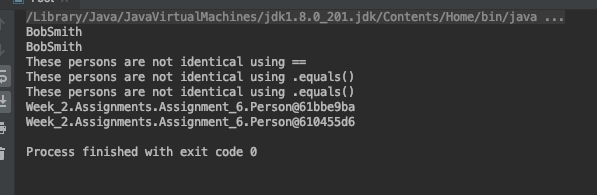 /Library/Java/JavaVirtualMachines/jdk1.8.0_201.jdk/Contents/Home/bin/java ...
BobSmith
BobSmith
These persons are not identical using ==
These persons are not identical using .equals()
These persons are not identical using .equals()
Week_2.Assignments.Assignment_6.Person@61bbe9ba
Week_2.Assignments.Assignment_6.Person@610455d6
Process finished with exit code 0